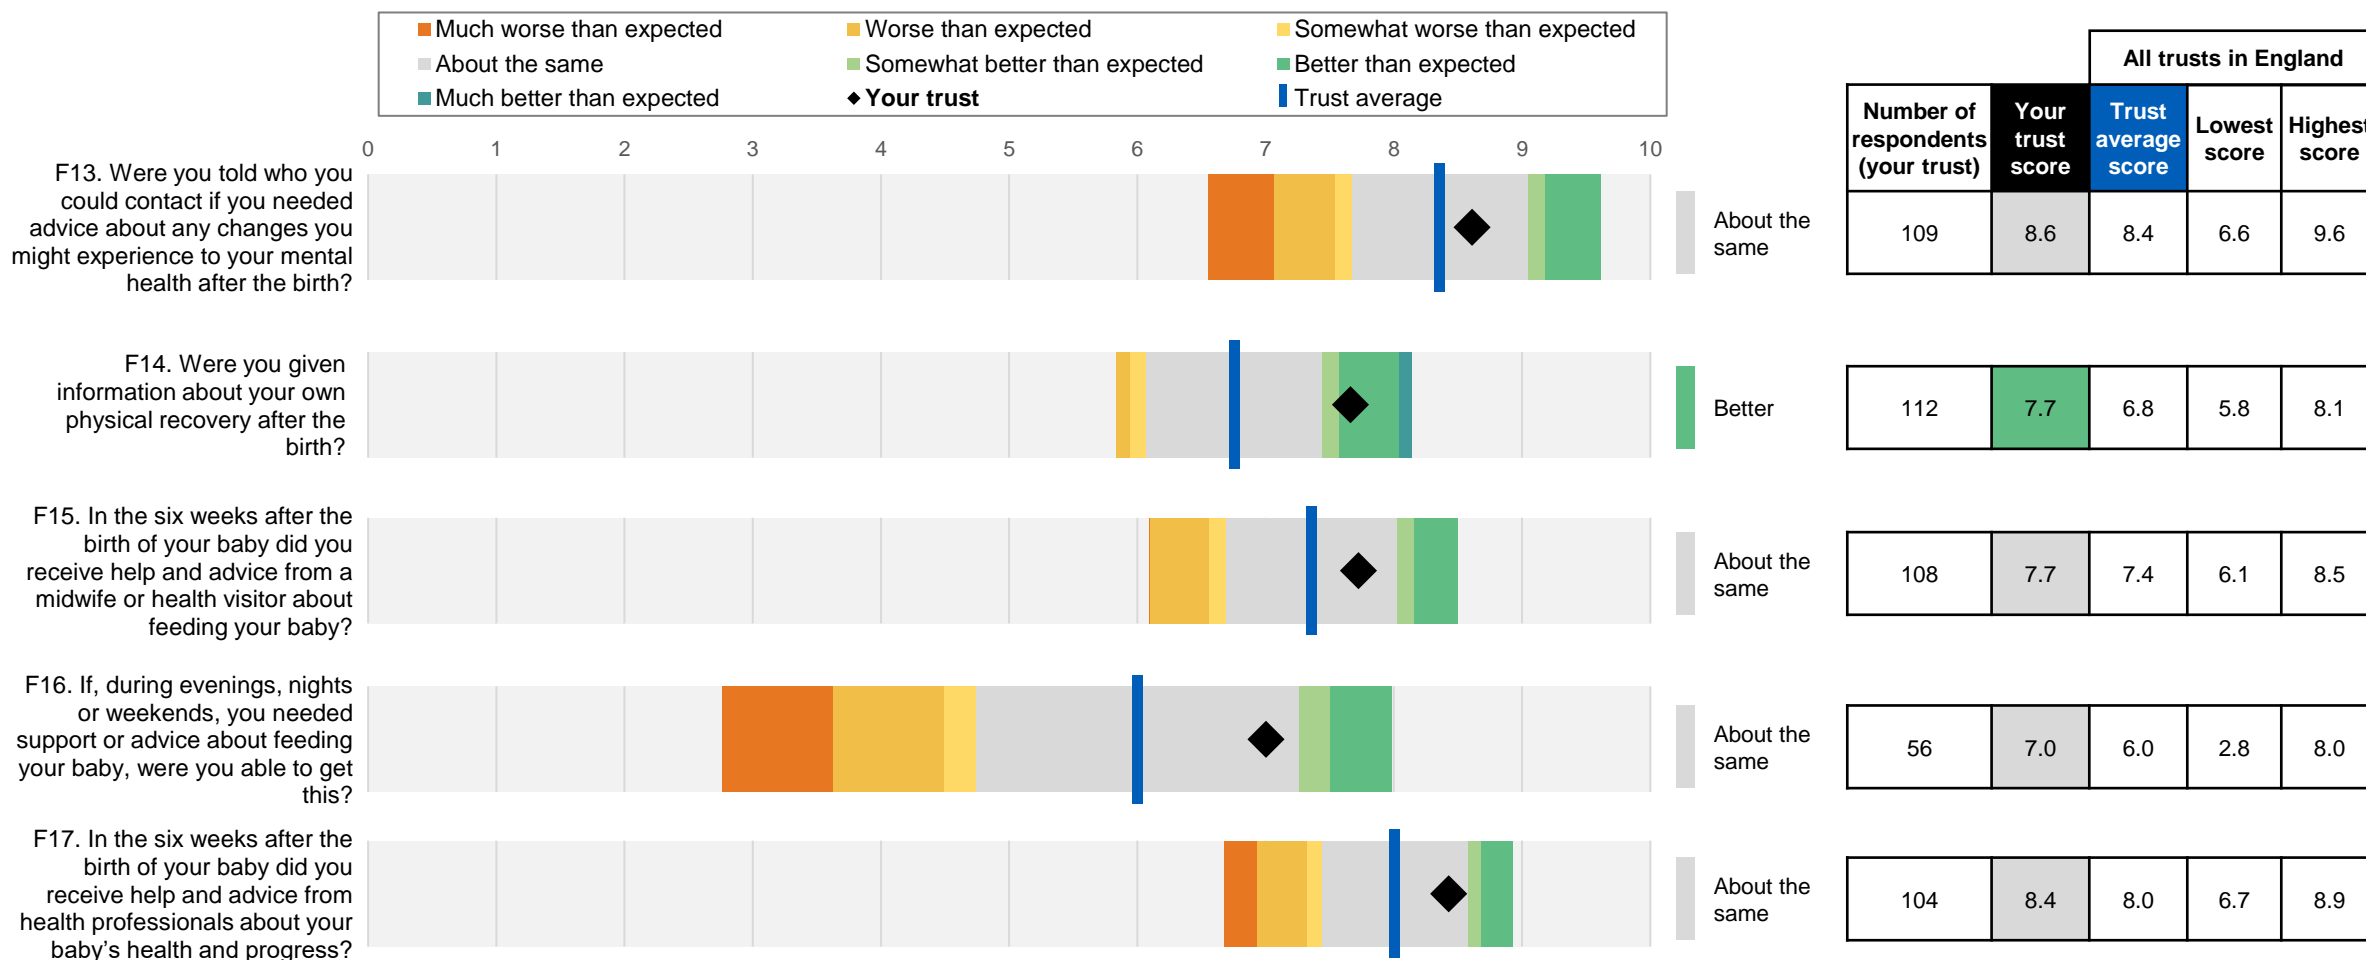 Much worse than expected
Worse than expected
Somewhat worse than expected
About the same
Somewhat better than expected
Better than expected
Much better than expected
Your trust
Trust average
All trusts in England
Number of
respondents
(your trust)
Your
trust
score
Trust
average
score
Lowest
score
Highest
score
0 1 2 3 4 5 6 7 8 9 10
F13. Were you told who you
could contact if you needed
advice about any changes you
might experience to your mental
health after the birth?
About the
same
109 8.6 8.4 6.6 9.6
F14. Were you given
information about your own
physical recovery after the
birth?
Better
112 7.7 6.8 5.8 8.1
F15. In the six weeks after the
birth of your baby did you
receive help and advice from a
midwife or health visitor about
feeding your baby?
About the
same
108 7.7 7.4 6.1 8.5
F16. If, during evenings, nights
or weekends, you needed
support or advice about feeding
your baby, were you able to get
this?
About the
same
56 7.0 6.0 2.8 8.0
F17. In the six weeks after the
birth of your baby did you
receive help and advice from
health professionals about your
baby's health and progress?
About the
same
104 8.4 8.0 6.7 8.9